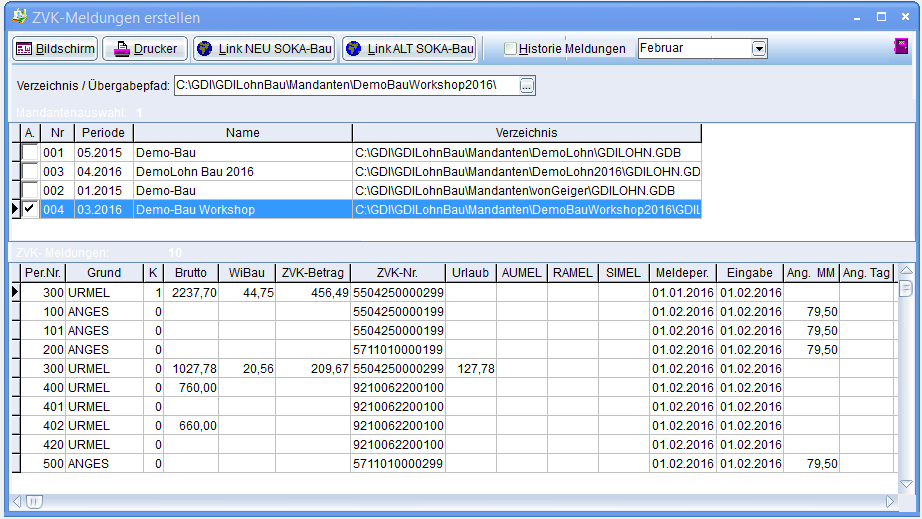 ZVK-Meldungen erstellen
Bildschirm Drucker Link NEU SOKA-Bau Link ALT SOKA-Bau Historie Meldungen Februar
Verzeichnis / Übergabepfad: C:\GDI\GDILohnBau\Mandanten\DemoBauWorkshop2016\ ...
Mandantenauswahl: 1
A. Nr Periode Name Verzeichnis
001 05.2015 Demo-Bau C:\GDI\GDILohnBau\Mandanten\DemoLohn\GDILOHN.GDB
003 04.2016 DemoLohn Bau 2016 C:\GDI\GDILohnBau\Mandanten\DemoLohn2016\GDILOHN.GD
002 01.2015 Demo-Bau C:\GDI\GDILohnBau\Mandanten\vonGeiger\GDILOHN.GDB
004 03.2016 Demo-Bau Workshop C:\GDI\GDILohnBau\Mandanten\DemoBauWorkshop2016\GDIL
ZVK- Meldungen: 10
Per.Nr. Grund K Brutto WiBau ZVK-Betrag ZVK-Nr. Urlaub AUMEL RAMEL SIMEL Meldeper. Eingabe Ang. MM Ang. Tag
300 URMEL 1 2237,70 44,75 456,49 5504250000299 01.01.2016 01.02.2016
100 ANGES 0 5504250000199 01.02.2016 01.02.2016 79,50
101 ANGES 0 5504250000199 01.02.2016 01.02.2016 79,50
200 ANGES 0 5711010000199 01.02.2016 01.02.2016 79,50
300 URMEL 0 1027,78 20,56 209,67 5504250000299 127,78 01.02.2016 01.02.2016
400 URMEL 0 760,00 9210062200100 01.02.2016 01.02.2016
401 URMEL 0 9210062200100 01.02.2016 01.02.2016
402 URMEL 0 660,00 9210062200100 01.02.2016 01.02.2016
420 URMEL 0 9210062200100 01.02.2016 01.02.2016
500 ANGES 0 5711010000299 01.02.2016 01.02.2016 79,50